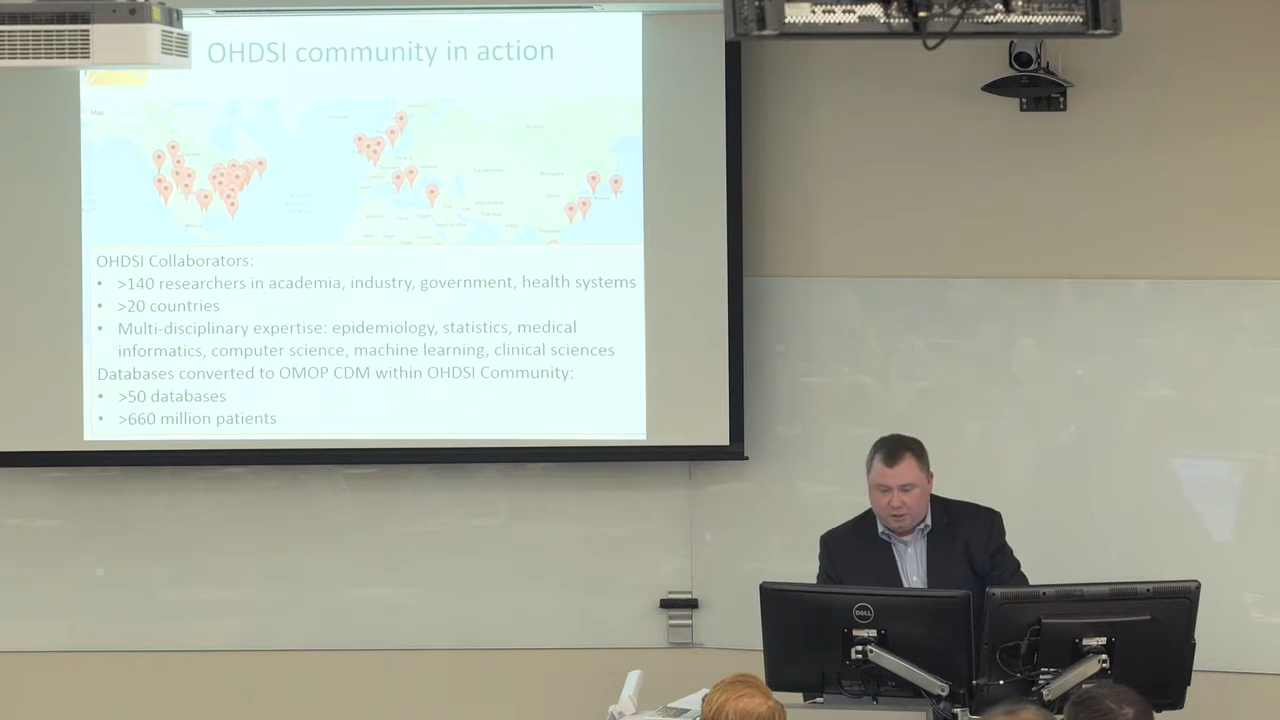 OHDSI community in action
Map
OHDSI Collaborators:
• >140 researchers in academia, industry, government, health systems
• >20 countries
• Multi-disciplinary expertise: epidemiology, statistics, medical
informatics, computer science, machine learning, clinical sciences
Databases converted to OMOP CDM within OHDSI Community:
• >50 databases
• >660 million patients
DELL